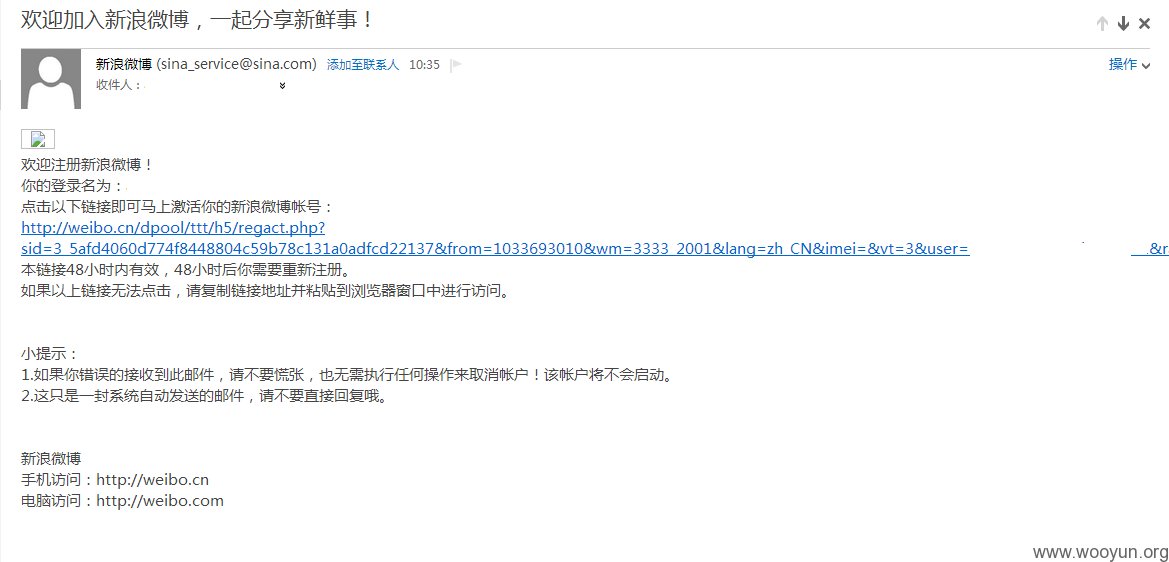 欢迎加入新浪微博，一起分享新鲜事！
新浪微博 (sina_service@sina.com) 添加至联系人 10:35
操作
收件人：
欢迎注册新浪微博！
你的登录名为：
点击以下链接即可马上激活你的新浪微博帐号：
http://weibo.cn/dpool/ttt/h5/regact.php?
sid=3_5afd4060d774f8448804c59b78c131a0adfcd22137&from=1033693010&wm=3333_2001&lang=zh_CN&imei=&vt=3&user= &r
本链接48小时内有效，48小时后你需要重新注册。
如果以上链接无法点击，请复制链接地址并粘贴到浏览器窗口中进行访问。
小提示：
1.如果你错误的接收到此邮件，请不要慌张，也无需执行任何操作来取消帐户！该帐户将不会启动。
2.这只是一封系统自动发送的邮件，请不要直接回复哦。
新浪微博
手机访问：http://weibo.cn
电脑访问：http://weibo.com
www.wooyun.org